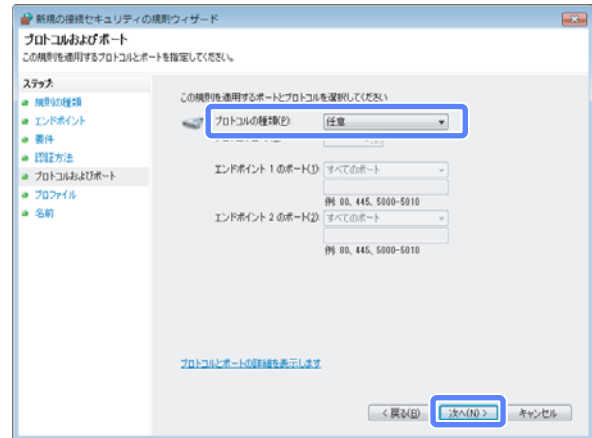 新規の接続セキュリティの規則ウィザード
プロトコルおよびポート
この規則を適用するプロトコルとポートを指定してください。
ステップ:
規則の種類
エンドポイント
要件
認証方法
プロトコルおよびポート
プロファイル
名前
この規則を適用するポートとプロトコルを選択してください
プロトコルの種類(P):
任意
エンドポイント 1 のポート(1):
すべてのポート
例: 80、445、5000-5010
エンドポイント 2 のポート(2):
すべてのポート
例: 80、445、5000-5010
プロトコルとポートの詳細を表示します
< 戻る(B)
次へ(N) >
キャンセル